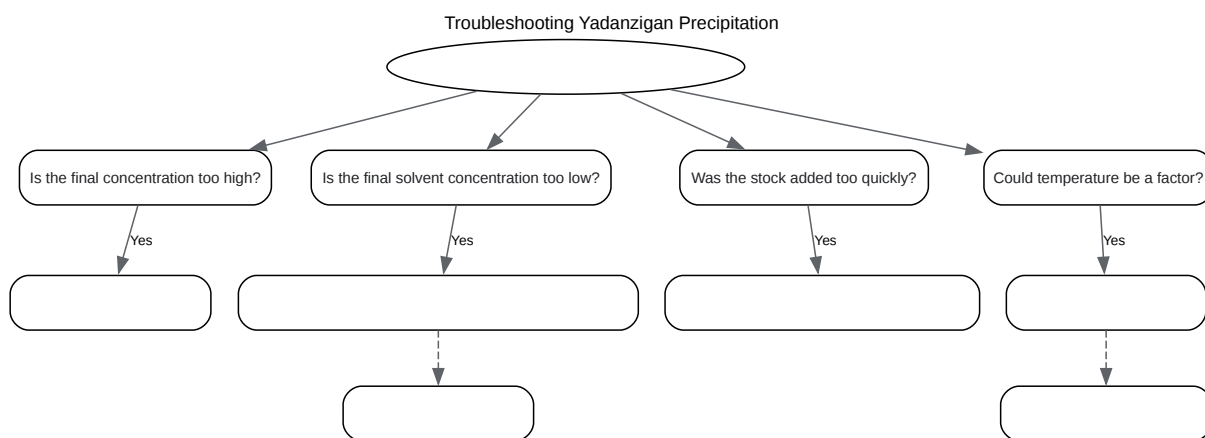 Troubleshooting Yadanzigan Precipitation
Is the final concentration too high?
Is the final solvent concentration too low?
Was the stock added too quickly?
Could temperature be a factor?
Yes
Yes
Yes
Yes